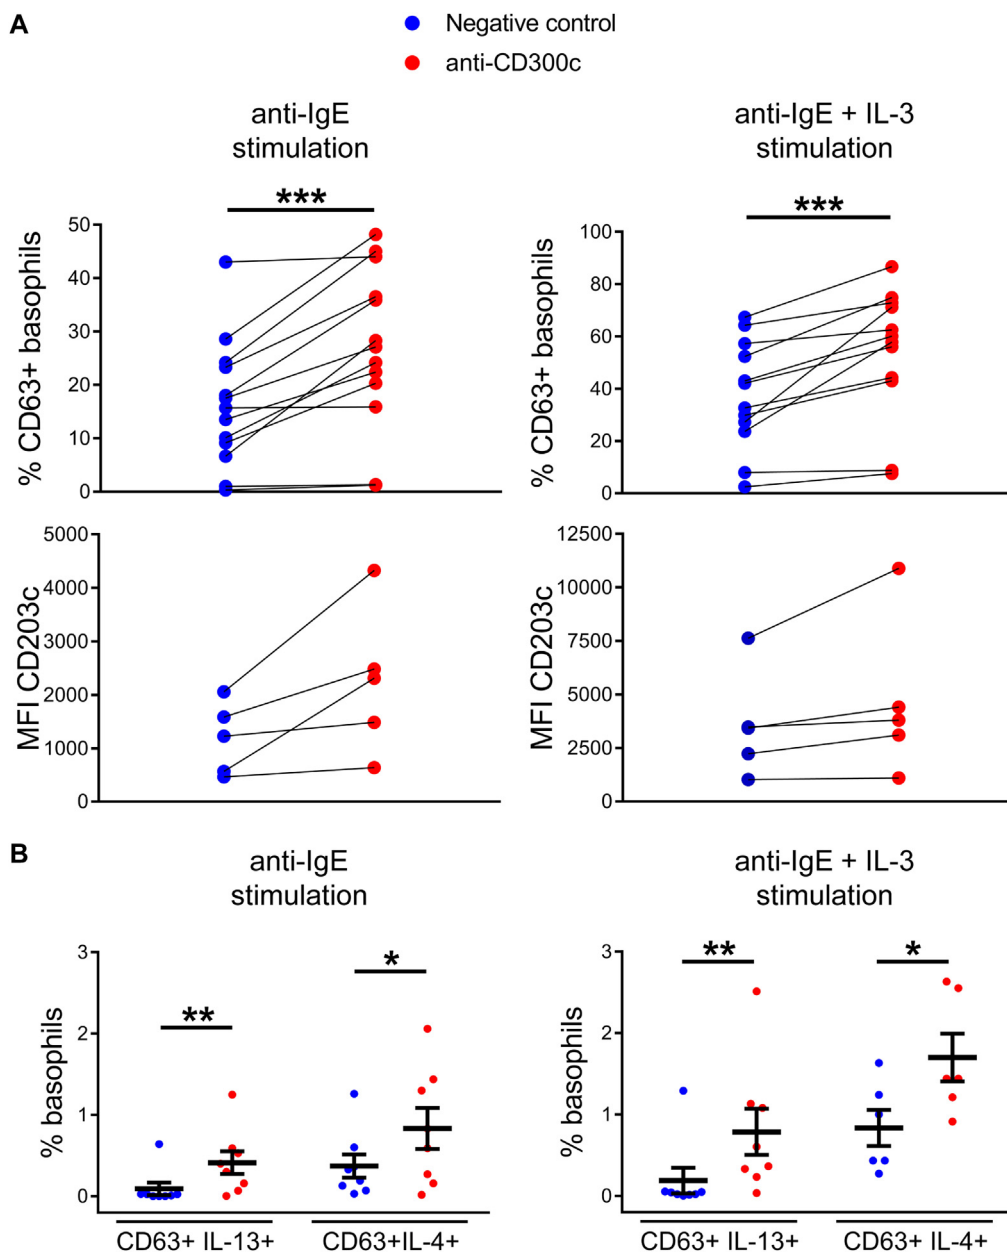 A
Negative control
anti-CD300c
anti-IgE
stimulation
anti-IgE + IL-3
stimulation
***
***
% CD63+ basophils
50
40
30
20
10
0
% CD63+ basophils
100
80
60
40
20
0
MFI CD203c
5000
4000
3000
2000
1000
0
MFI CD203c
12500
10000
7500
5000
2500
0
B
anti-IgE
stimulation
anti-IgE + IL-3
stimulation
% basophils
3
2
1
0
**
*
CD63+ IL-13+
CD63+IL-4+
% basophils
3
2
1
0
**
*
CD63+ IL-13+
CD63+ IL-4+